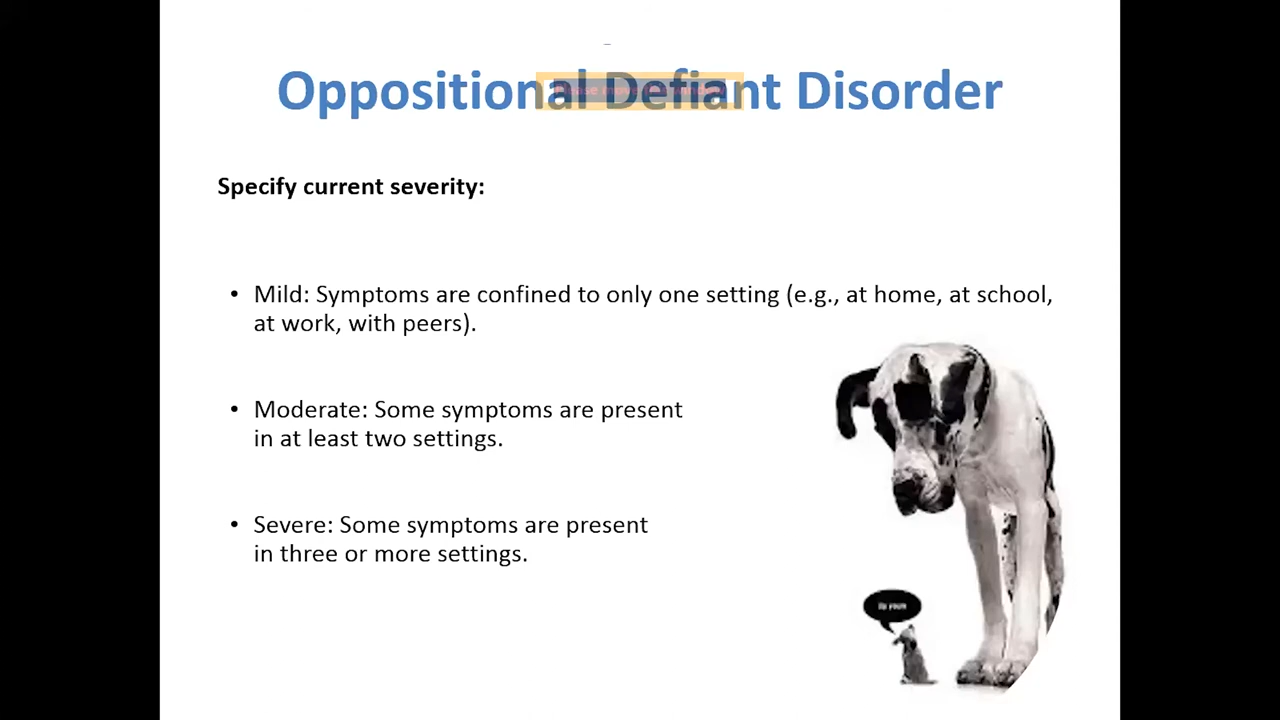 Oppositional Defiant Disorder
Please move
Specify current severity:
• Mild: Symptoms are confined to only one setting (e.g., at home, at school,
at work, with peers).
• Moderate: Some symptoms are present
in at least two settings.
• Severe: Some symptoms are present
in three or more settings.